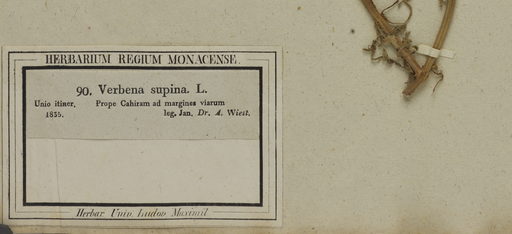 HERBARIUM REGIUM MONACENSE.
90. Verbena supina. L.
Unio itiner. Prope Cahiram ad margines viarum
1835. leg. Jan. Dr. A. Wiest.
Herbar. Univ. Ludov. Maximil